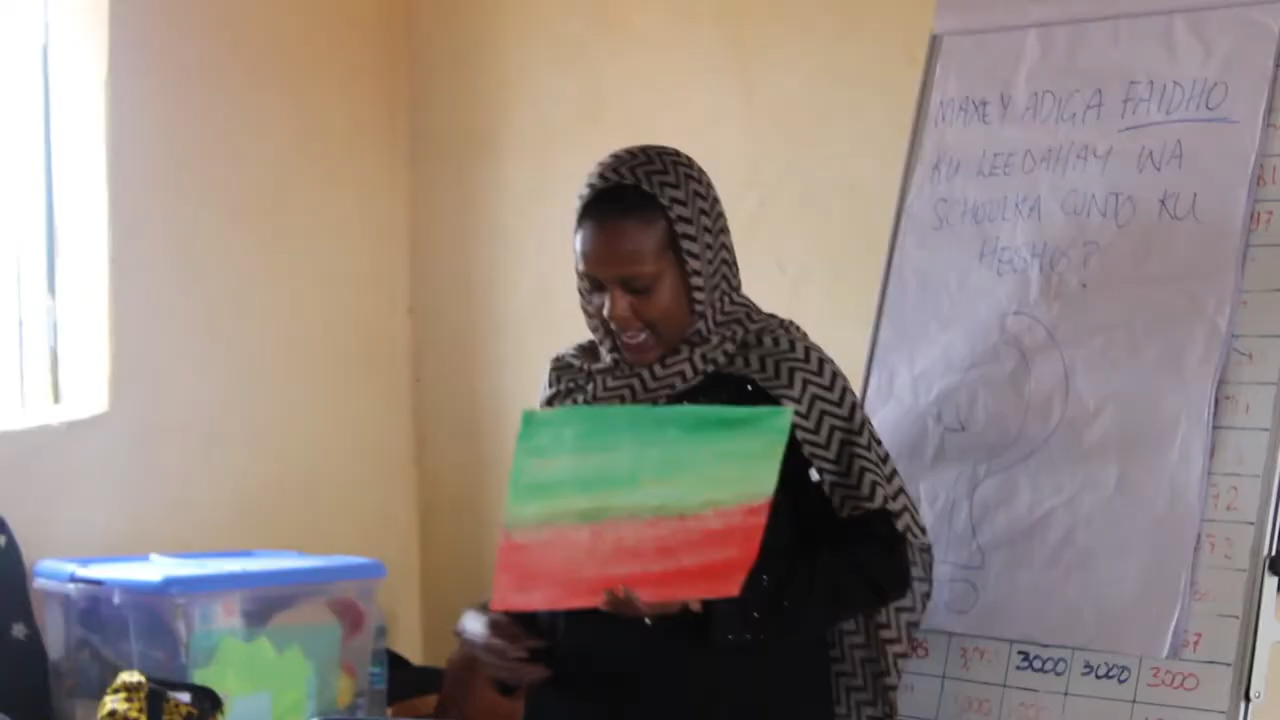 MAXEY ADIGA FAIDHO
KU LEEDAHAY WA
SCHOOLKA CUNTO KU
HESHO?
3000 3000 3000